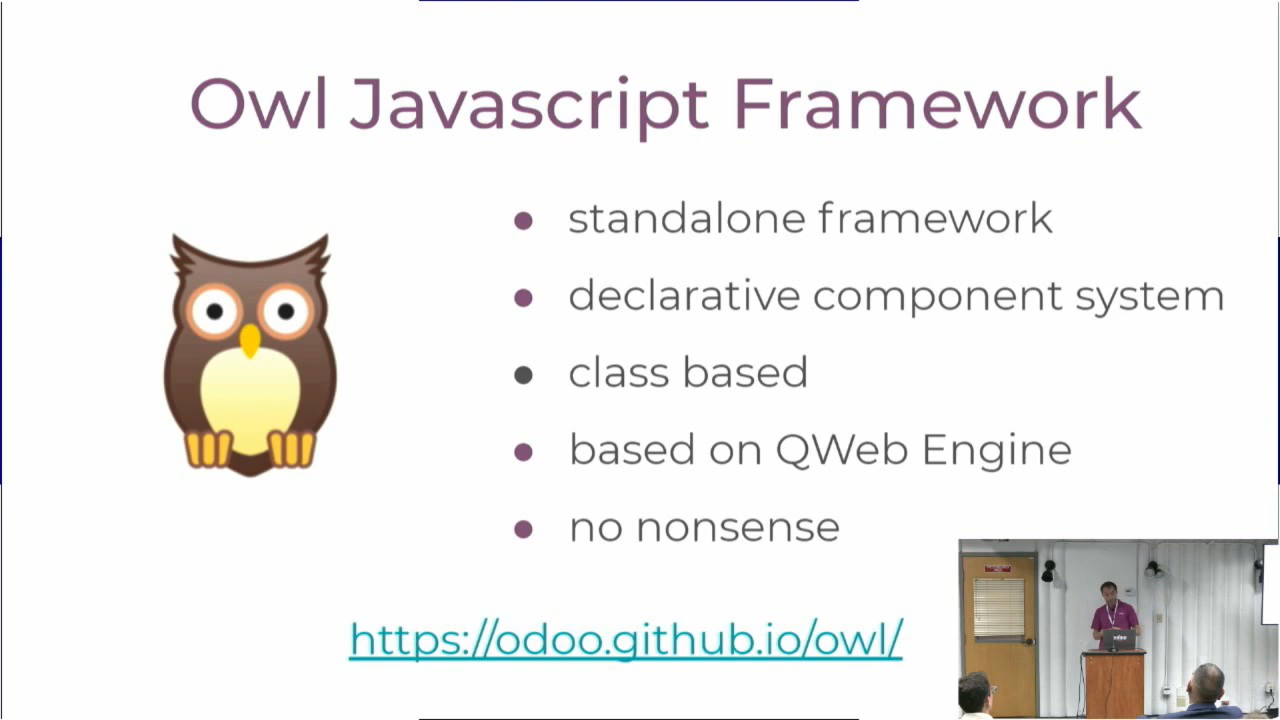 Owl Javascript Framework
standalone framework
declarative component system
class based
based on QWeb Engine
no nonsense
https://odoo.github.io/owl/
odoo